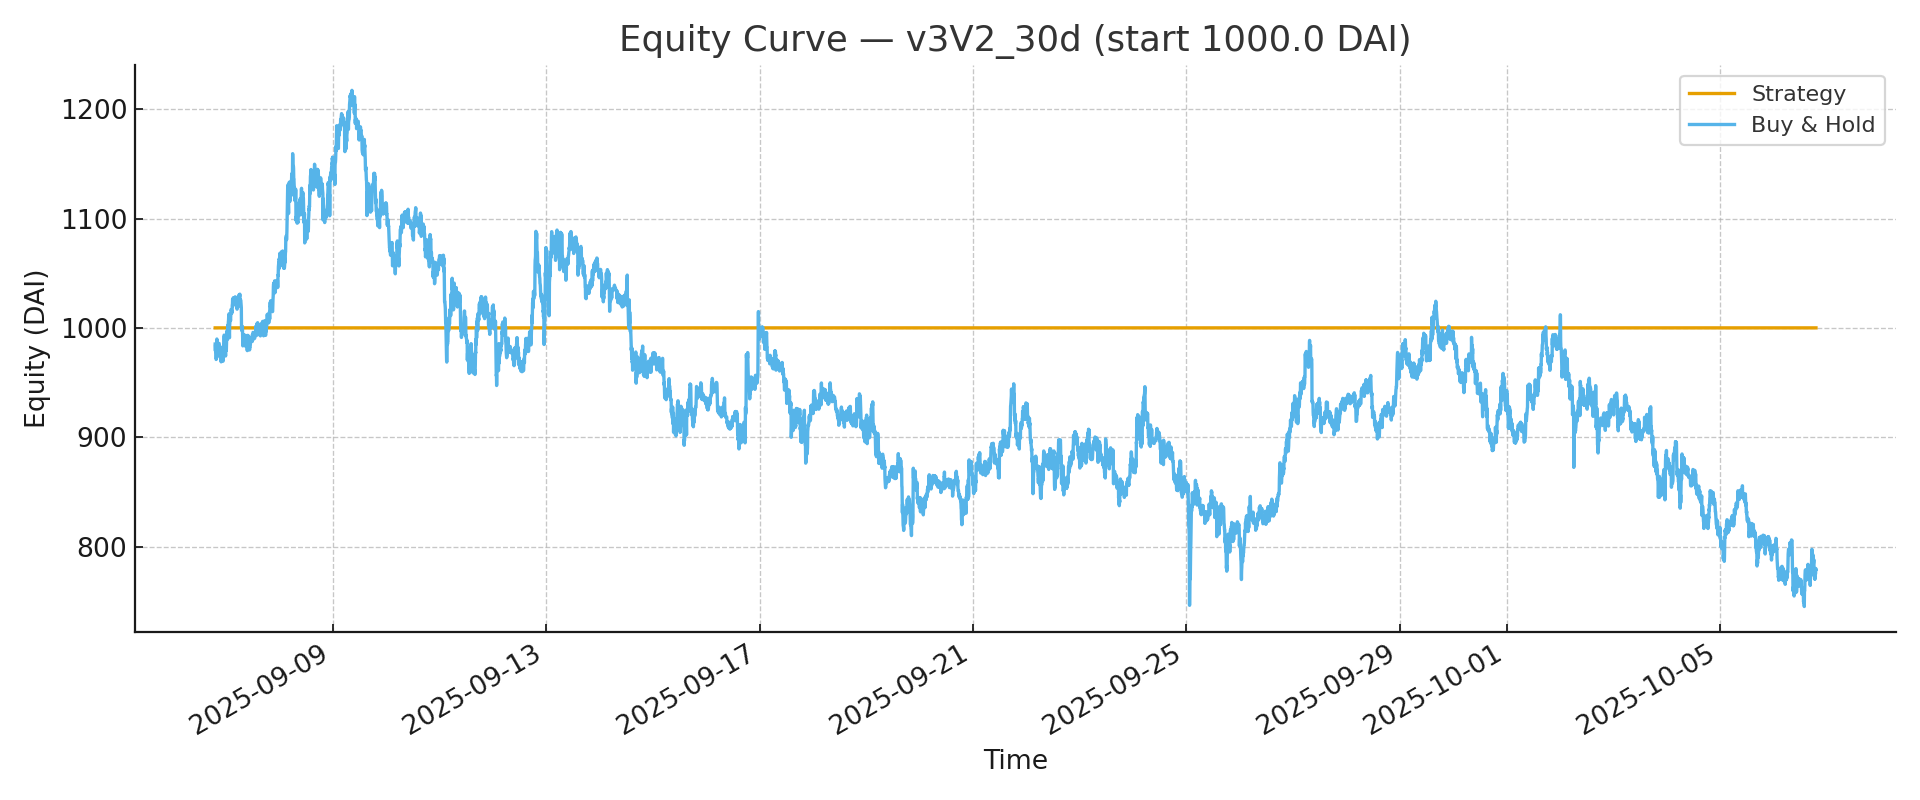 Equity Curve — v3V2_30d (start 1000.0 DAI)
Strategy
Buy & Hold
Equity (DAI)
1200
1100
1000
900
800
2025-09-09
2025-09-13
2025-09-17
2025-09-21
2025-09-25
2025-09-29
2025-10-01
2025-10-05
Time